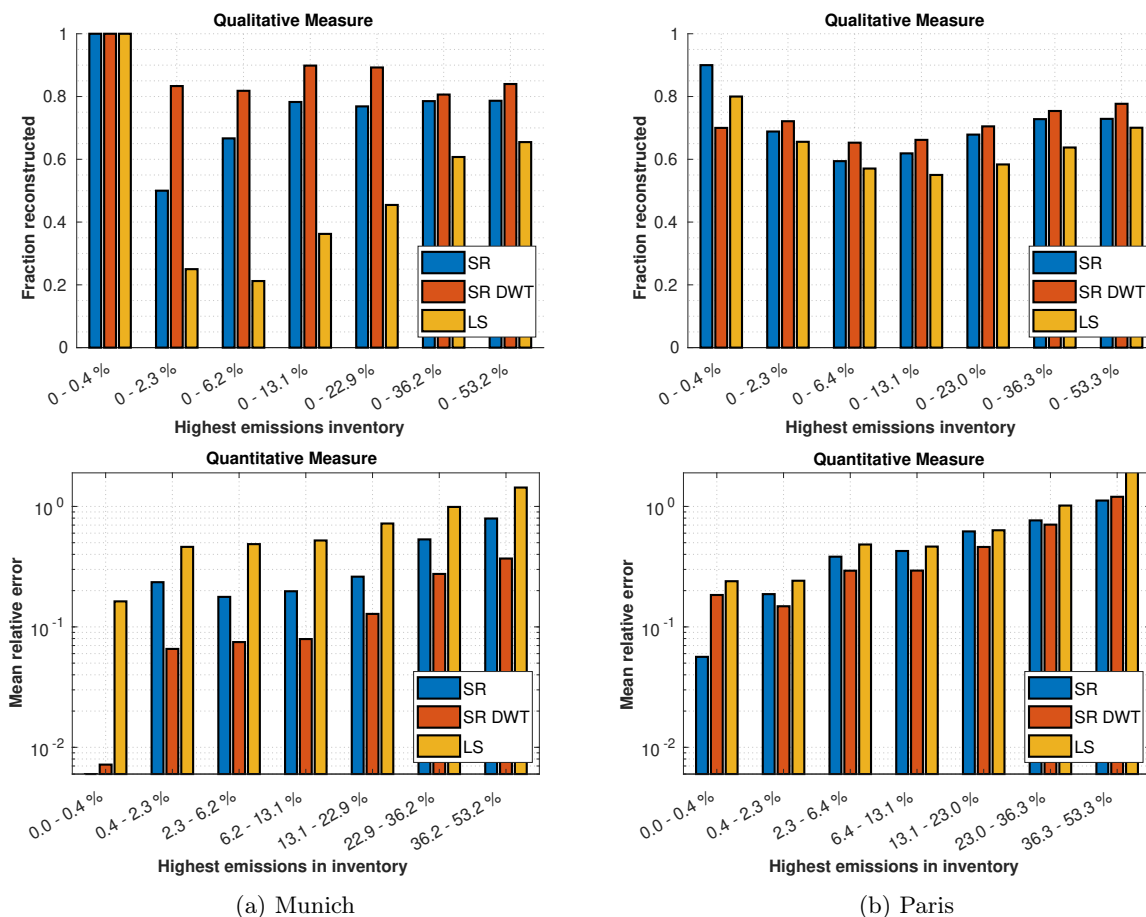 Qualitative Measure
Fraction reconstructed
1
0.8
0.6
0.4
0.2
0
SR
SR DWT
LS
0 - 0.4 %
0 - 2.3 %
0 - 6.2 %
0 - 13.1 %
0 - 22.9 %
0 - 36.2 %
0 - 53.2 %
Highest emissions inventory
Qualitative Measure
Fraction reconstructed
1
0.8
0.6
0.4
0.2
0
SR
SR DWT
LS
0 - 0.4 %
0 - 2.3 %
0 - 6.4 %
0 - 13.1 %
0 - 23.0 %
0 - 36.3 %
0 - 53.3 %
Highest emissions inventory
Quantitative Measure
Mean relative error
10^0
10^-1
10^-2
SR
SR DWT
LS
0.0 - 0.4 %
0.4 - 2.3 %
2.3 - 6.2 %
6.2 - 13.1 %
13.1 - 22.9 %
22.9 - 36.2 %
36.2 - 53.2 %
Highest emissions in inventory
(a) Munich
Quantitative Measure
Mean relative error
10^0
10^-1
10^-2
SR
SR DWT
LS
0.0 - 0.4 %
0.4 - 2.3 %
2.3 - 6.4 %
6.4 - 13.1 %
13.1 - 23.0 %
23.0 - 36.3 %
36.3 - 53.3 %
Highest emissions in inventory
(b) Paris